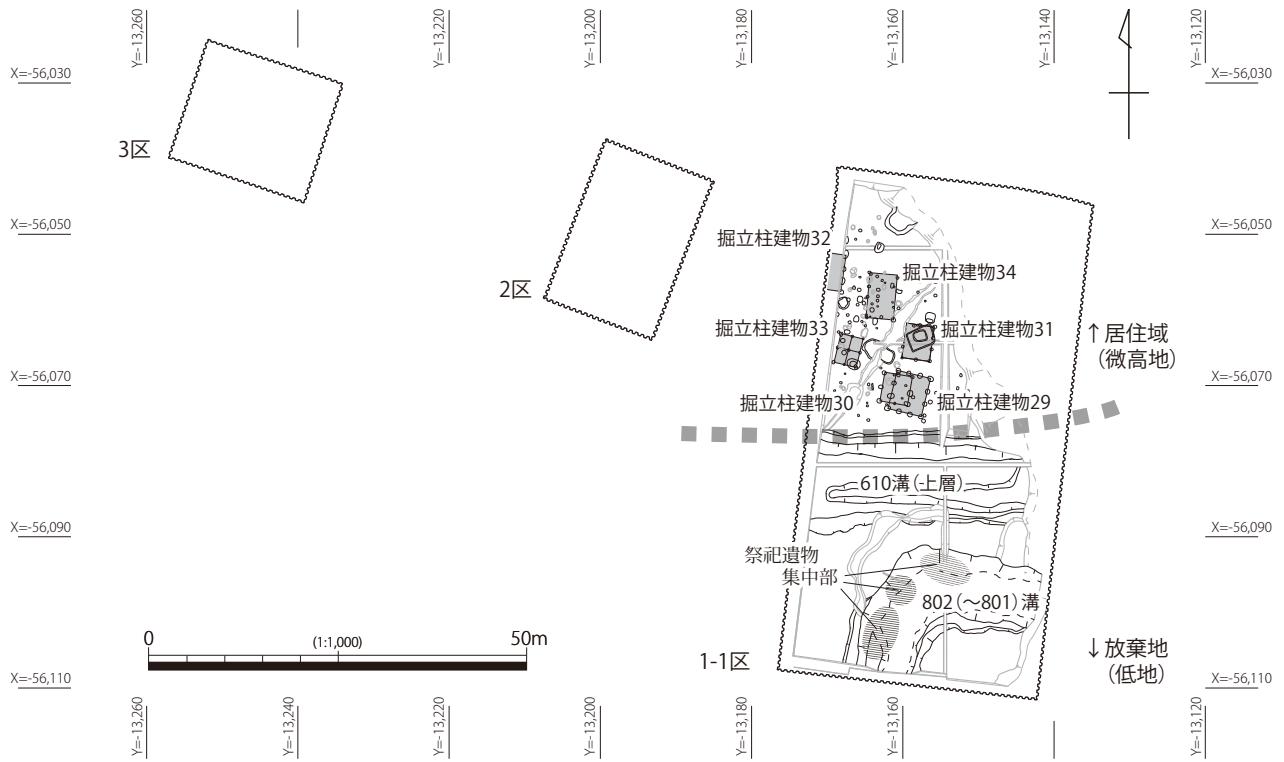 Y=-13,260
Y=-13,220
Y=-13,200
Y=-13,180
Y=-13,160
Y=-13,140
Y=-13,120
X=-56,030
X=-56,030
3区
X=-56,050
X=-56,050
掘立柱建物32
掘立柱建物34
2区
掘立柱建物33
掘立柱建物31
↑居住域
(微高地)
X=-56,070
X=-56,070
掘立柱建物30
掘立柱建物29
610溝(上層)
X=-56,090
X=-56,090
祭祀遺物
集中部
802(~801)溝
0
(1:1,000)
50m
1-1区
↓放棄地
(低地)
X=-56,110
X=-56,110
Y=-13,260
Y=-13,240
Y=-13,220
Y=-13,200
Y=-13,180
Y=-13,160
Y=-13,120